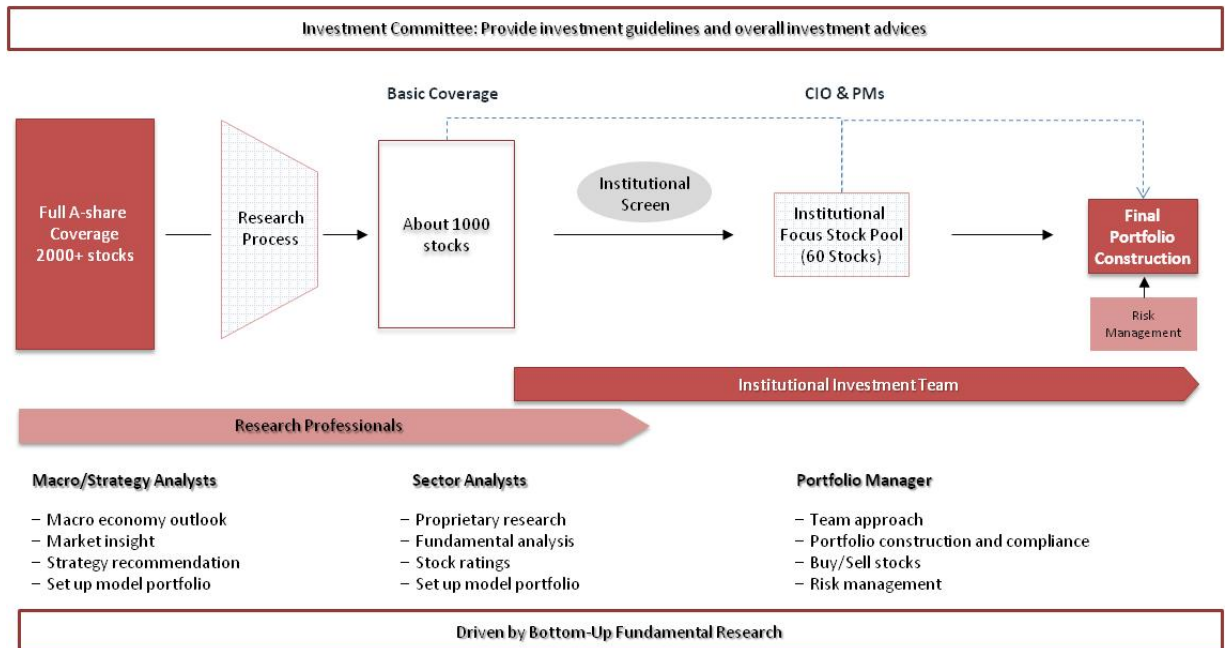 Investment Committee: Provide investment guidelines and overall investment advices
Basic Coverage
CIO & PMs
Full A-share
Coverage
2000+ stocks
Research
Process
About 1000
stocks
Institutional
Screen
Institutional
Focus Stock Pool
(60 Stocks)
Final
Portfolio
Construction
Risk
Management
Institutional Investment Team
Research Professionals
Macro/Strategy Analysts
– Macro economy outlook
– Market insight
– Strategy recommendation
– Set up model portfolio
Sector Analysts
– Proprietary research
– Fundamental analysis
– Stock ratings
– Set up model portfolio
Portfolio Manager
– Team approach
– Portfolio construction and compliance
– Buy/Sell stocks
– Risk management
Driven by Bottom-Up Fundamental Research